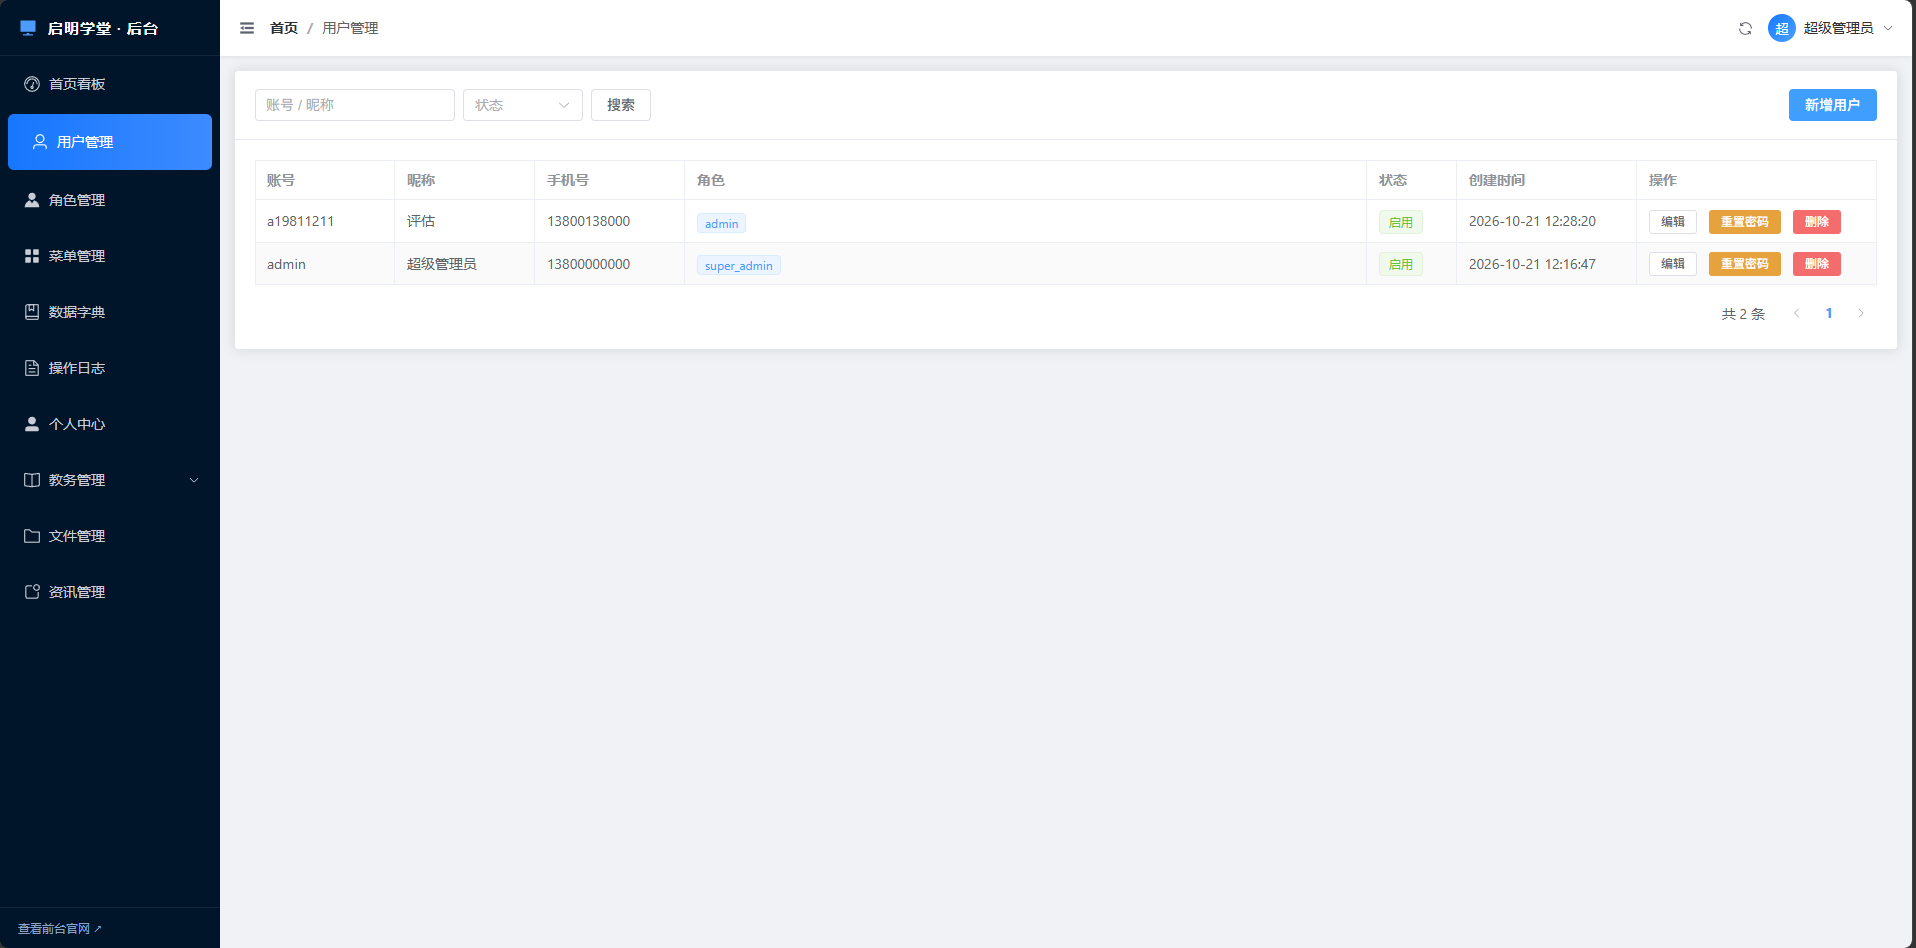 启明学堂 · 后台
首页看板
用户管理
角色管理
菜单管理
数据字典
操作日志
个人中心
教务管理
文件管理
资讯管理
查看前台官网 ↗
首页 / 用户管理
超 超级管理员
账号 / 昵称 状态 搜索 新增用户
账号 昵称 手机号 角色 状态 创建时间 操作
a19811211 评估 13800138000 admin 启用 2026-10-21 12:28:20 编辑 重置密码 删除
admin 超级管理员 13800000000 super_admin 启用 2026-10-21 12:16:47 编辑 重置密码 删除
共 2 条 1